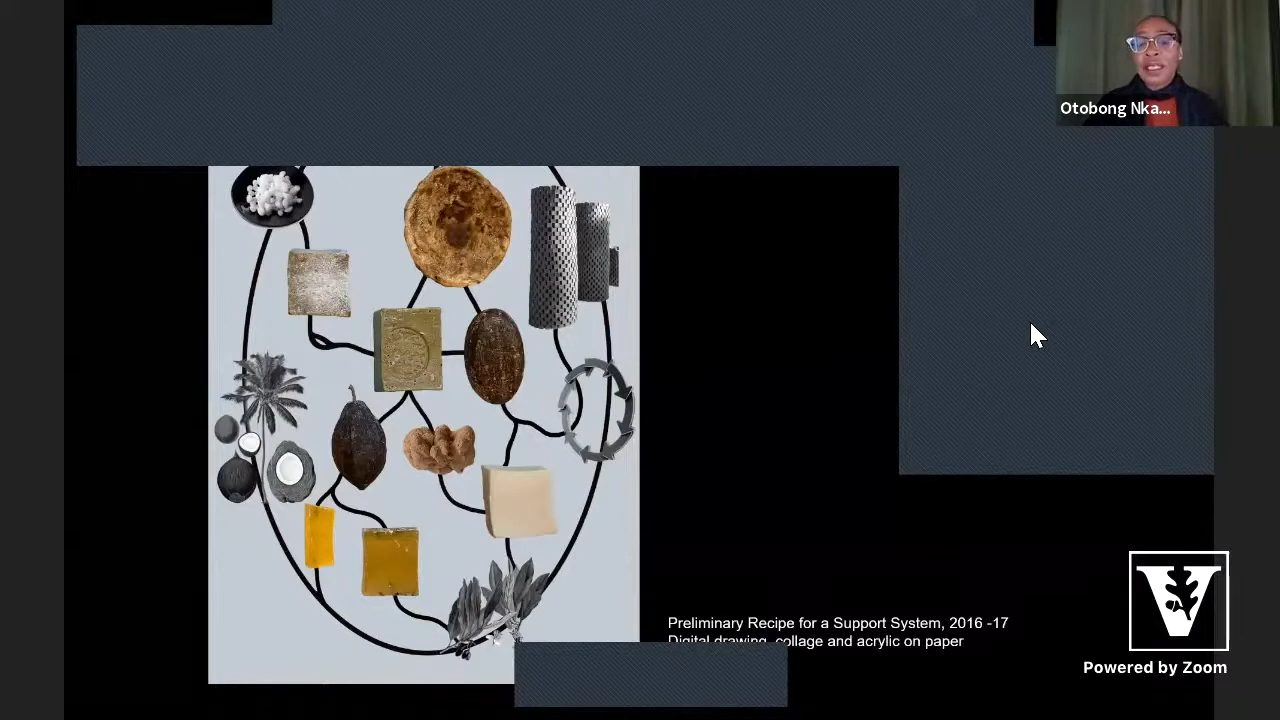 Otobong Nka...
Preliminary Recipe for a Support System, 2016 -17
Digital drawing, collage and acrylic on paper
V
Powered by Zoom